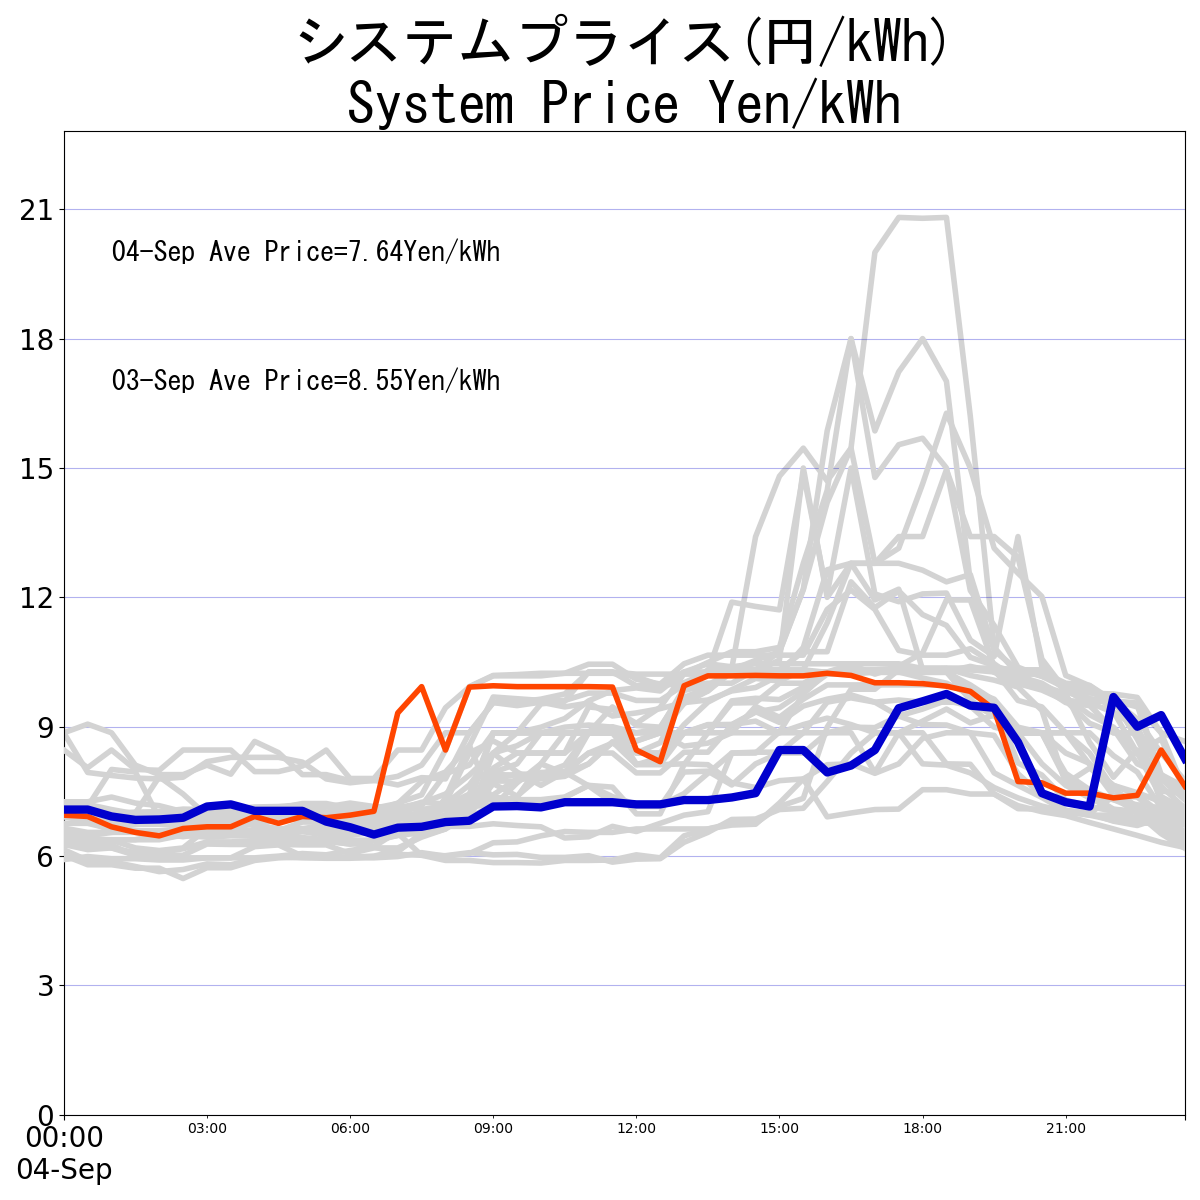 システムプライス(円/kWh)
System Price Yen/kWh
21
04-Sep Ave Price=7.64Yen/kWh
18
03-Sep Ave Price=8.55Yen/kWh
15
12
9
6
3
0
00:00 03:00 06:00 09:00 12:00 15:00 18:00 21:00
04-Sep